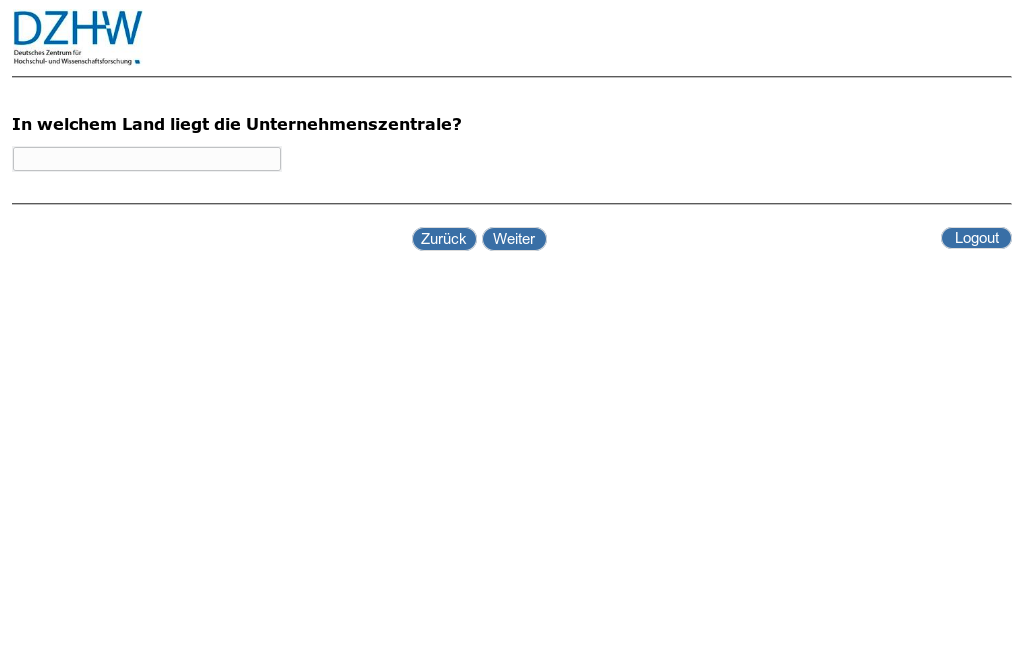 DZHW
Deutsches Zentrum für
Hochschul- und Wissenschaftsforschung
In welchem Land liegt die Unternehmenszentrale?
Zurück Weiter Logout